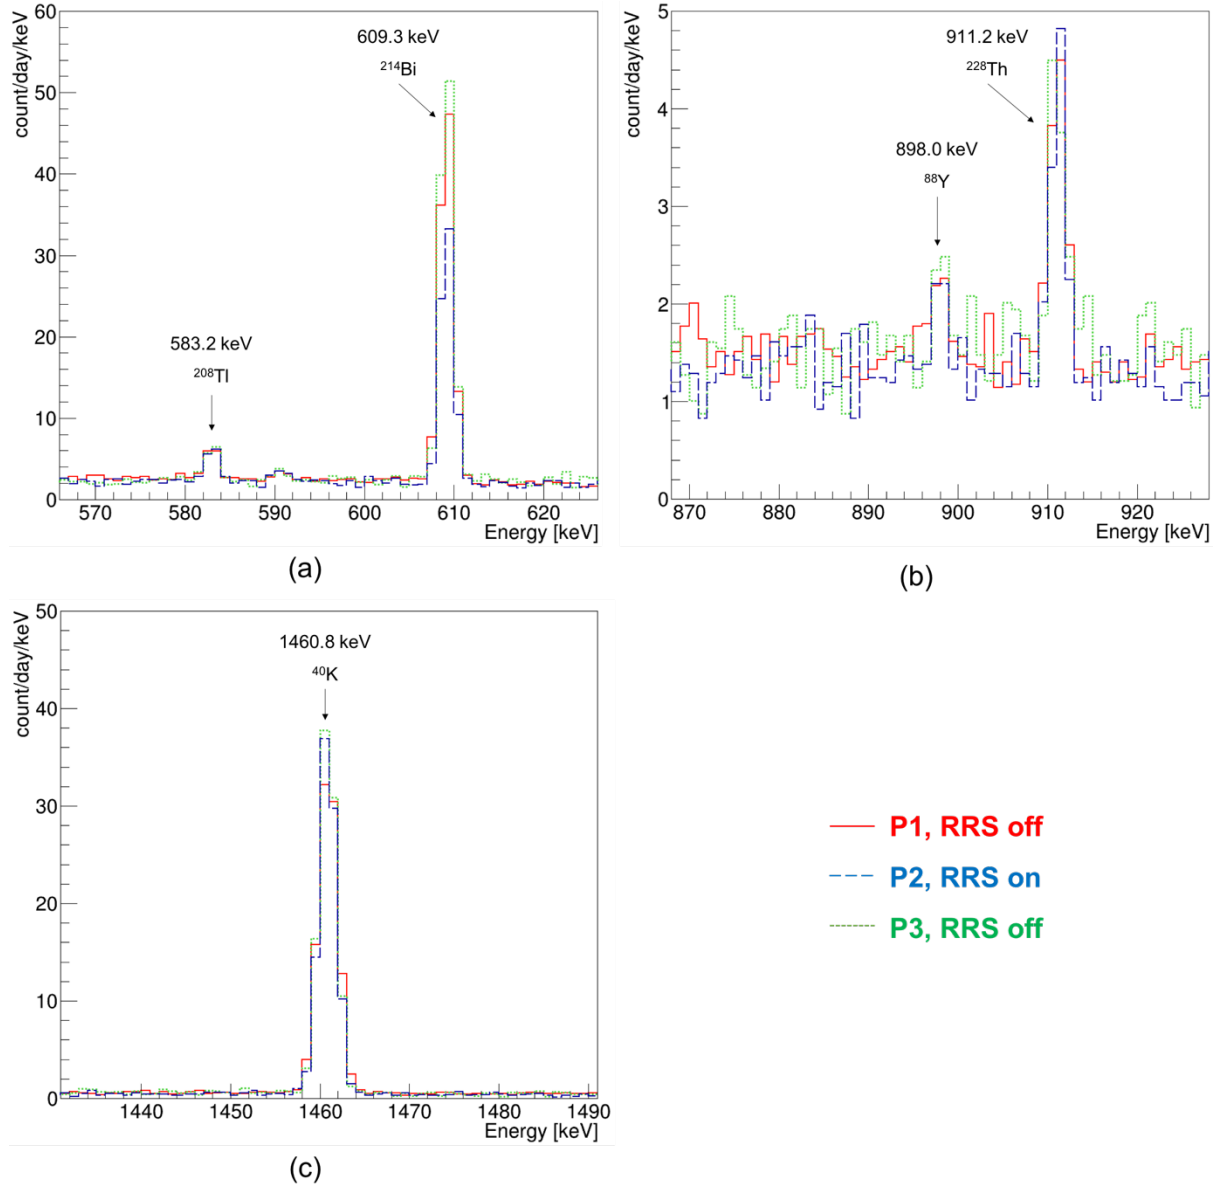 count/day/keV
60
50
40
30
20
10
0
609.3 keV
²¹⁴Bi
583.2 keV
²⁰⁸Tl
570 580 590 600 610 620
Energy [keV]
(a)
count/day/keV
5
4
3
2
1
0
911.2 keV
²²⁸Th
898.0 keV
⁸⁸Y
870 880 890 900 910 920
Energy [keV]
(b)
count/day/keV
50
40
30
20
10
0
1460.8 keV
⁴⁰K
1440 1450 1460 1470 1480 1490
Energy [keV]
(c)
P1, RRS off
P2, RRS on
P3, RRS off